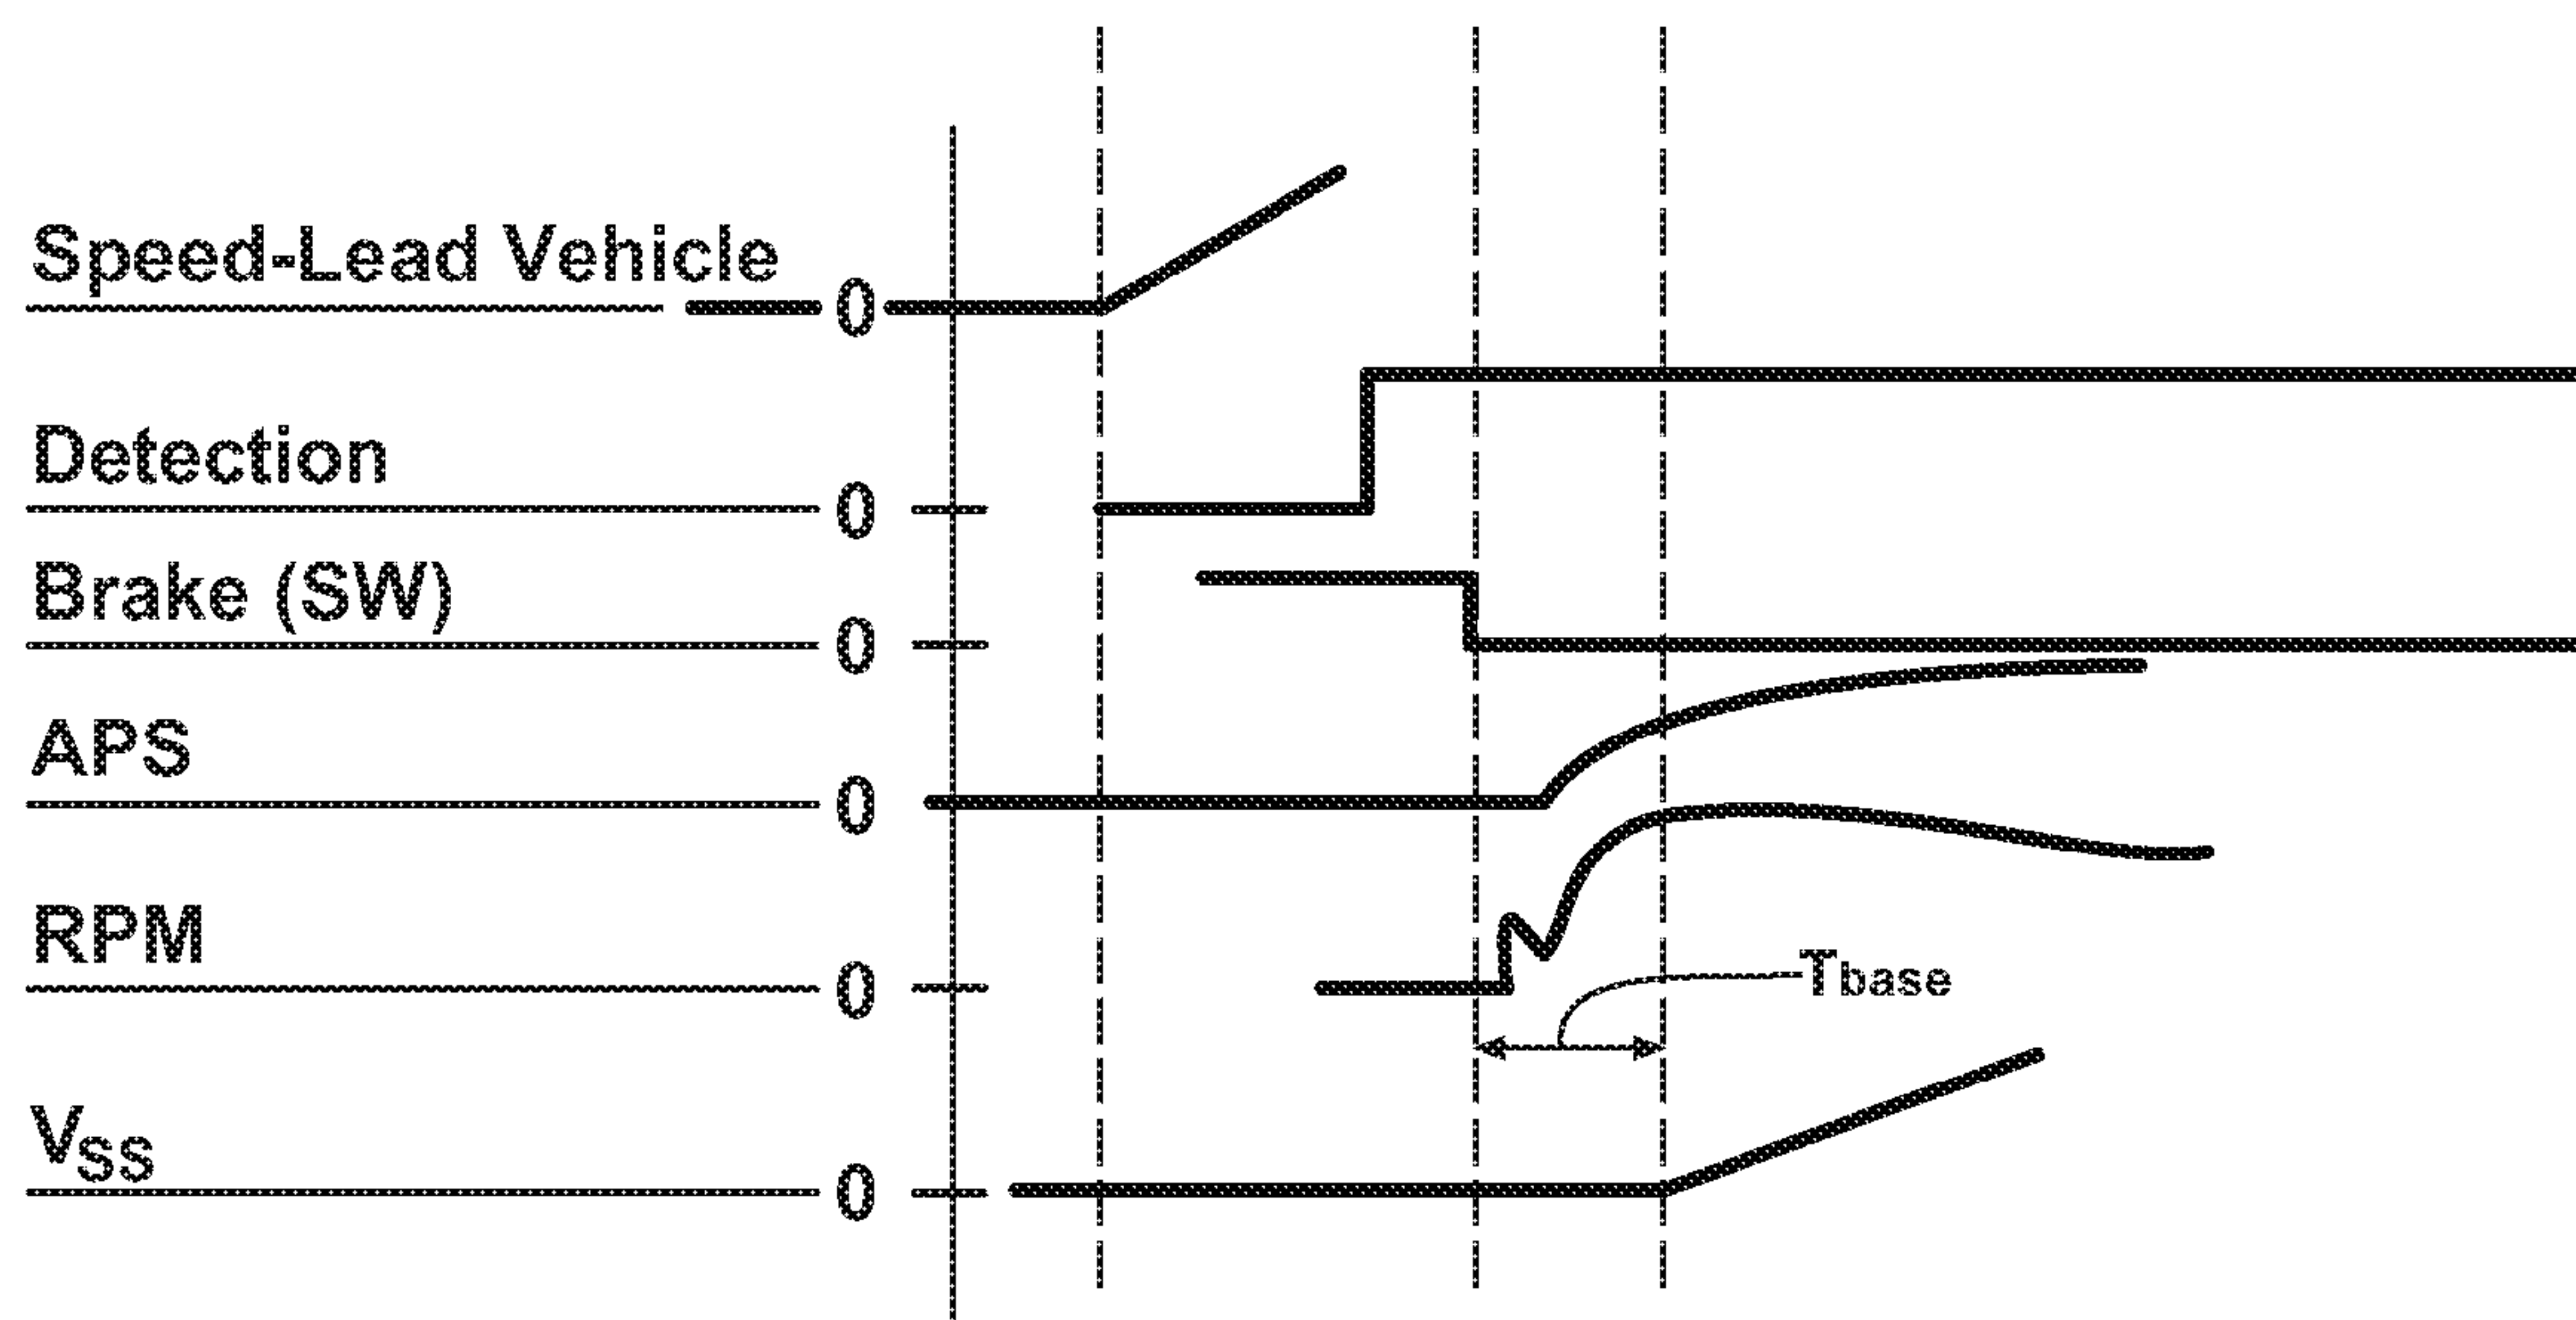 Speed-Lead Vehicle 0
Detection 0
Brake (SW) 0
APS 0
RPM 0
Tbase
VSS 0